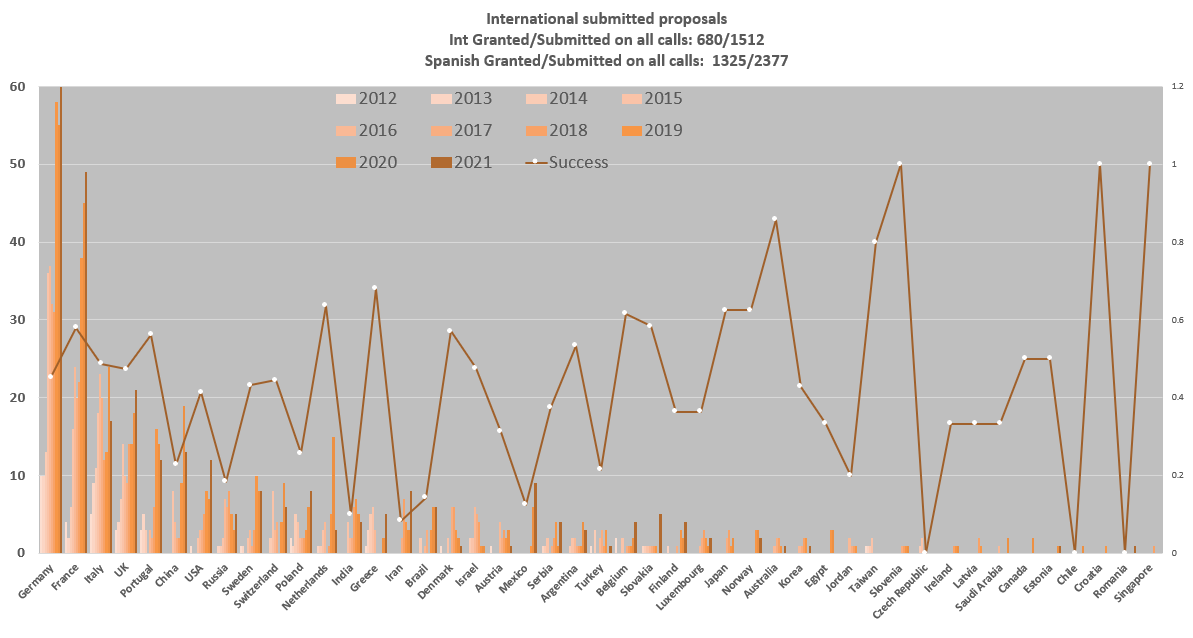 International submitted proposals
Int Granted/Submitted on all calls: 680/1512
Spanish Granted/Submitted on all calls:  1325/2377
60
50
40
30
20
10
0
1.2
1
0.8
0.6
0.4
0.2
0
2012 2013 2014 2015
2016 2017 2018 2019
2020 2021 Success
Germany
France
Italy
UK
Portugal
China
USA
Russia
Sweden
Switzerland
Poland
Netherlands
India
Greece
Iran
Brazil
Denmark
Israel
Austria
Mexico
Serbia
Argentina
Turkey
Belgium
Slovakia
Finland
Luxembourg
Japan
Norway
Australia
Korea
Egypt
Jordan
Taiwan
Slovenia
Czech Republic
Ireland
Latvia
Saudi Arabia
Canada
Estonia
Chile
Croatia
Romania
Singapore